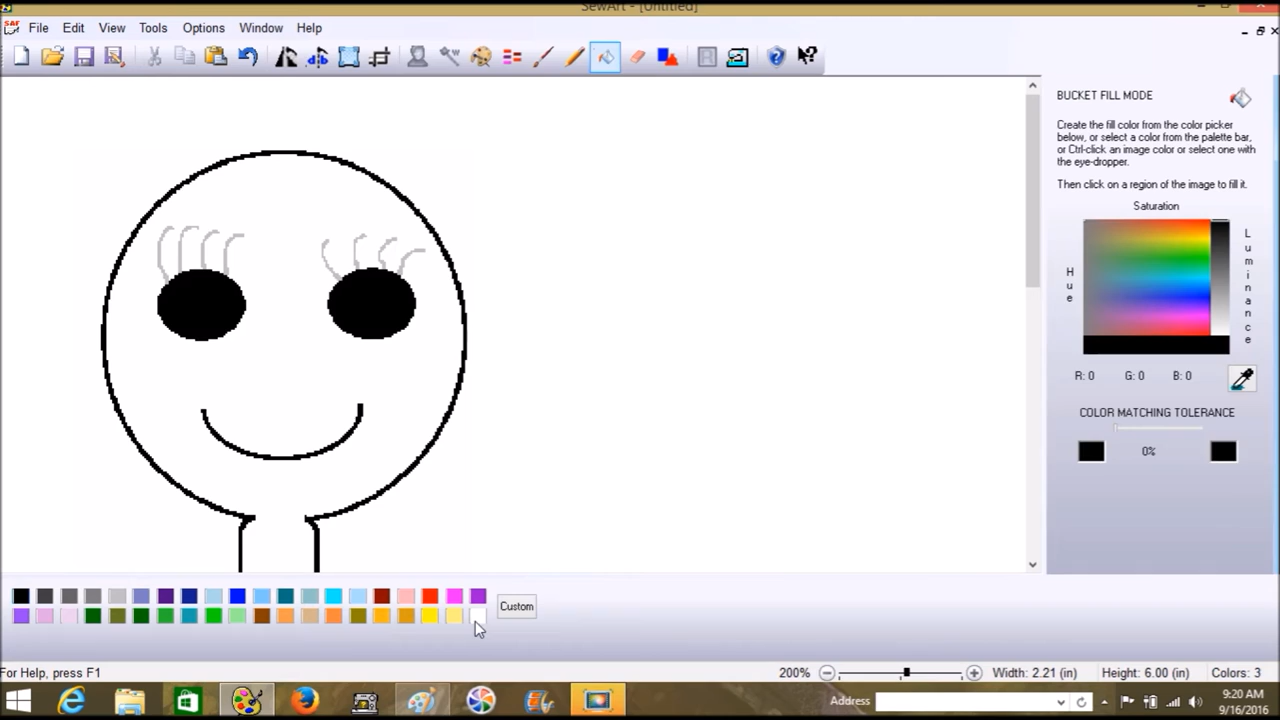 SewArt - [Untitled]
File Edit View Tools Options Window Help
BUCKET FILL MODE
Create the fill color from the color picker
below, or select a color from the palette bar,
or Ctrl-click an image color or select one with
the eye-dropper.
Then click on a region of the image to fill it.
Saturation
Hue
Luminance
R: 0 G: 0 B: 0
COLOR MATCHING TOLERANCE
0%
Custom
For Help, press F1
200% Width: 2.21 (in) Height: 6.00 (in) Colors: 3
Address
9:20 AM
9/16/2016